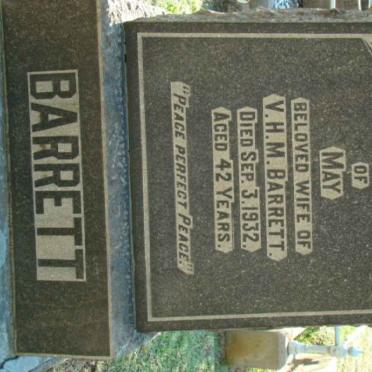 OF
MAY
BELOVED WIFE OF
V. H. M. BARRETT.
DIED SEP. 3. 1932.
AGED 42 YEARS.
"PEACE PERFECT PEACE."
BARRETT